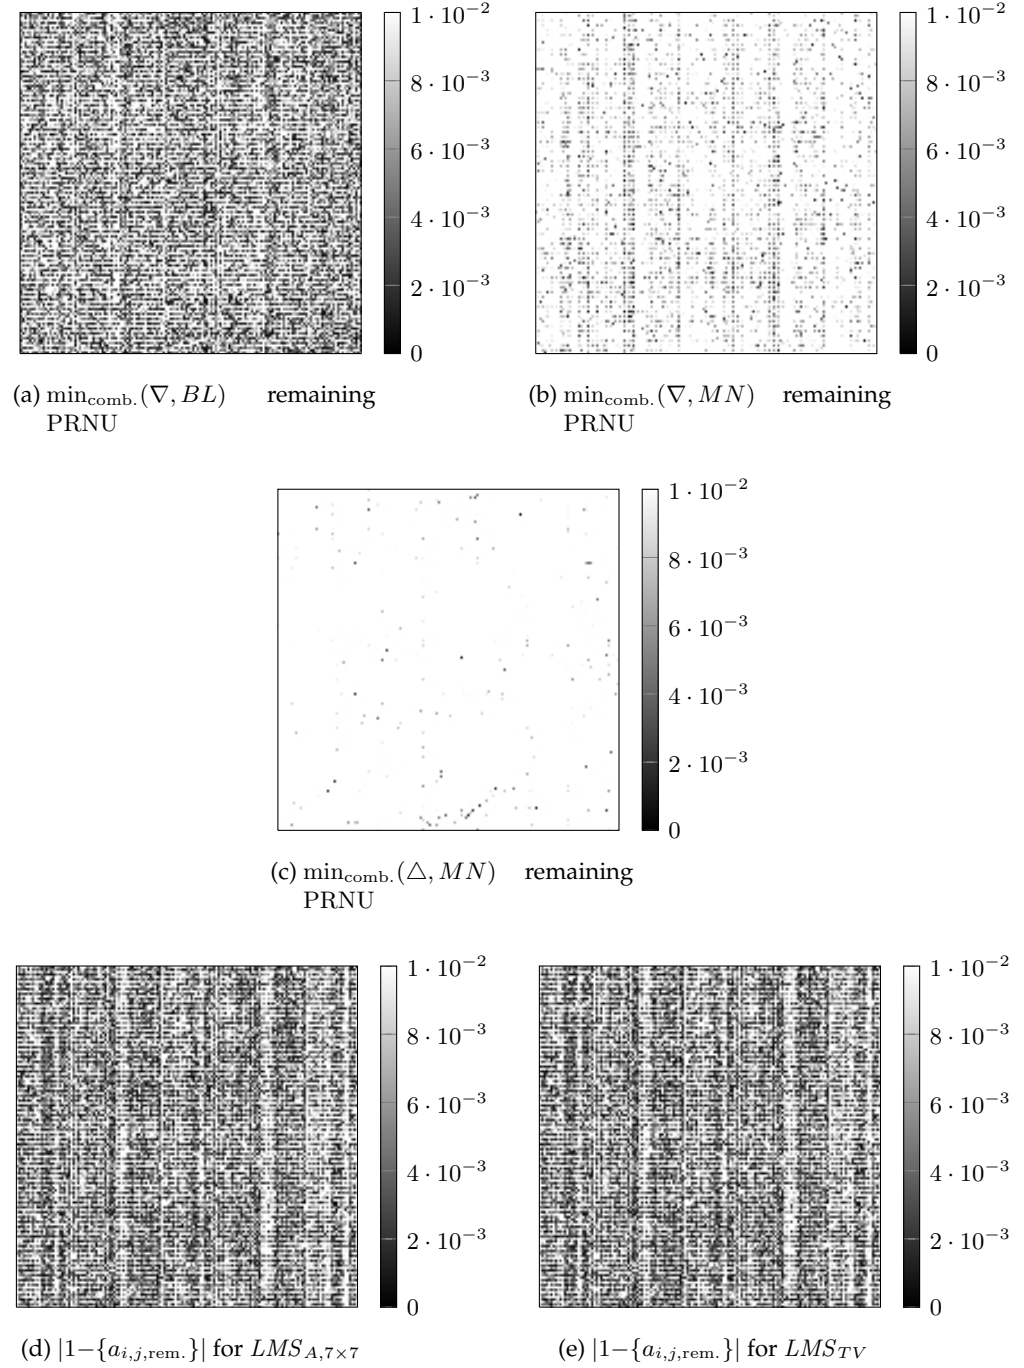 1 · 10⁻²
8 · 10⁻³
6 · 10⁻³
4 · 10⁻³
2 · 10⁻³
0
(a) min_comb.(∇, BL) remaining
PRNU
1 · 10⁻²
8 · 10⁻³
6 · 10⁻³
4 · 10⁻³
2 · 10⁻³
0
(b) min_comb.(∇, MN) remaining
PRNU
1 · 10⁻²
8 · 10⁻³
6 · 10⁻³
4 · 10⁻³
2 · 10⁻³
0
(c) min_comb.(△, MN) remaining
PRNU
1 · 10⁻²
8 · 10⁻³
6 · 10⁻³
4 · 10⁻³
2 · 10⁻³
0
(d) |1−{a_i,j,rem.}| for LMS_A,7×7
1 · 10⁻²
8 · 10⁻³
6 · 10⁻³
4 · 10⁻³
2 · 10⁻³
0
(e) |1−{a_i,j,rem.}| for LMS_TV